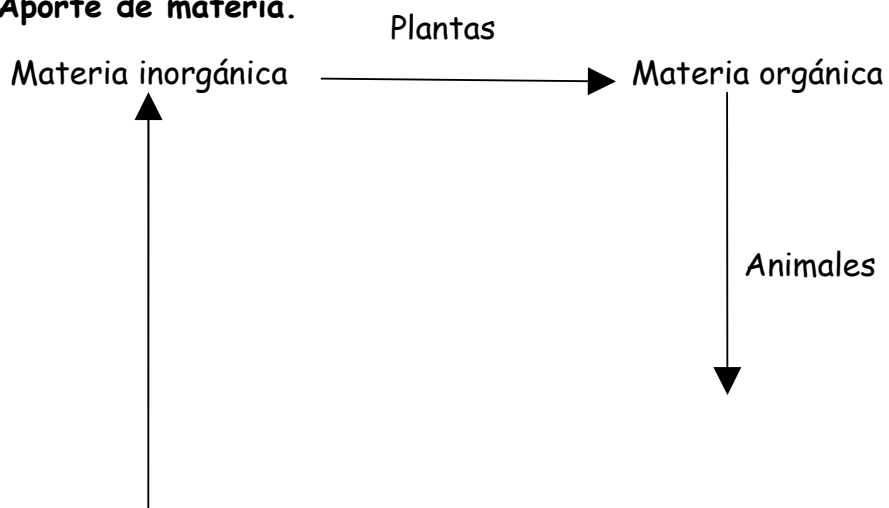 Aporte de materia.
Plantas
Materia inorgánica Materia orgánica
Animales